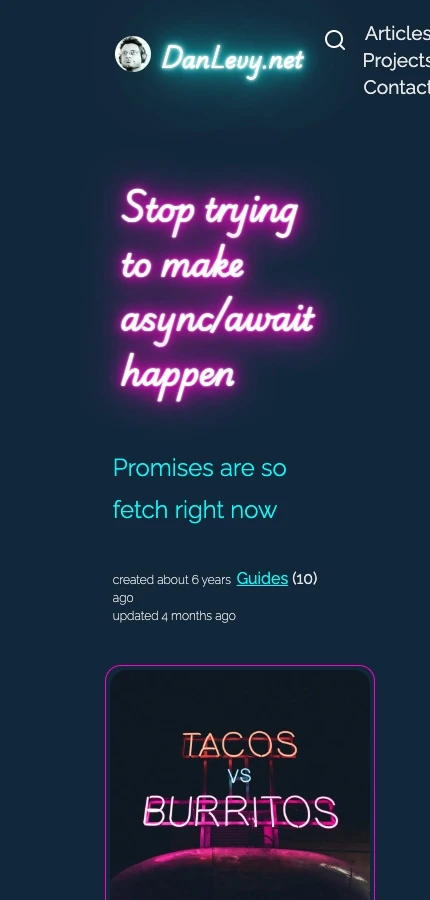 DanLevy.net
Articles
Projects
Contact
Stop trying
to make
async/await
happen
Promises are so
fetch right now
created about 6 years
ago
Guides (10)
updated 4 months ago
TACOS
VS
BURRITOS